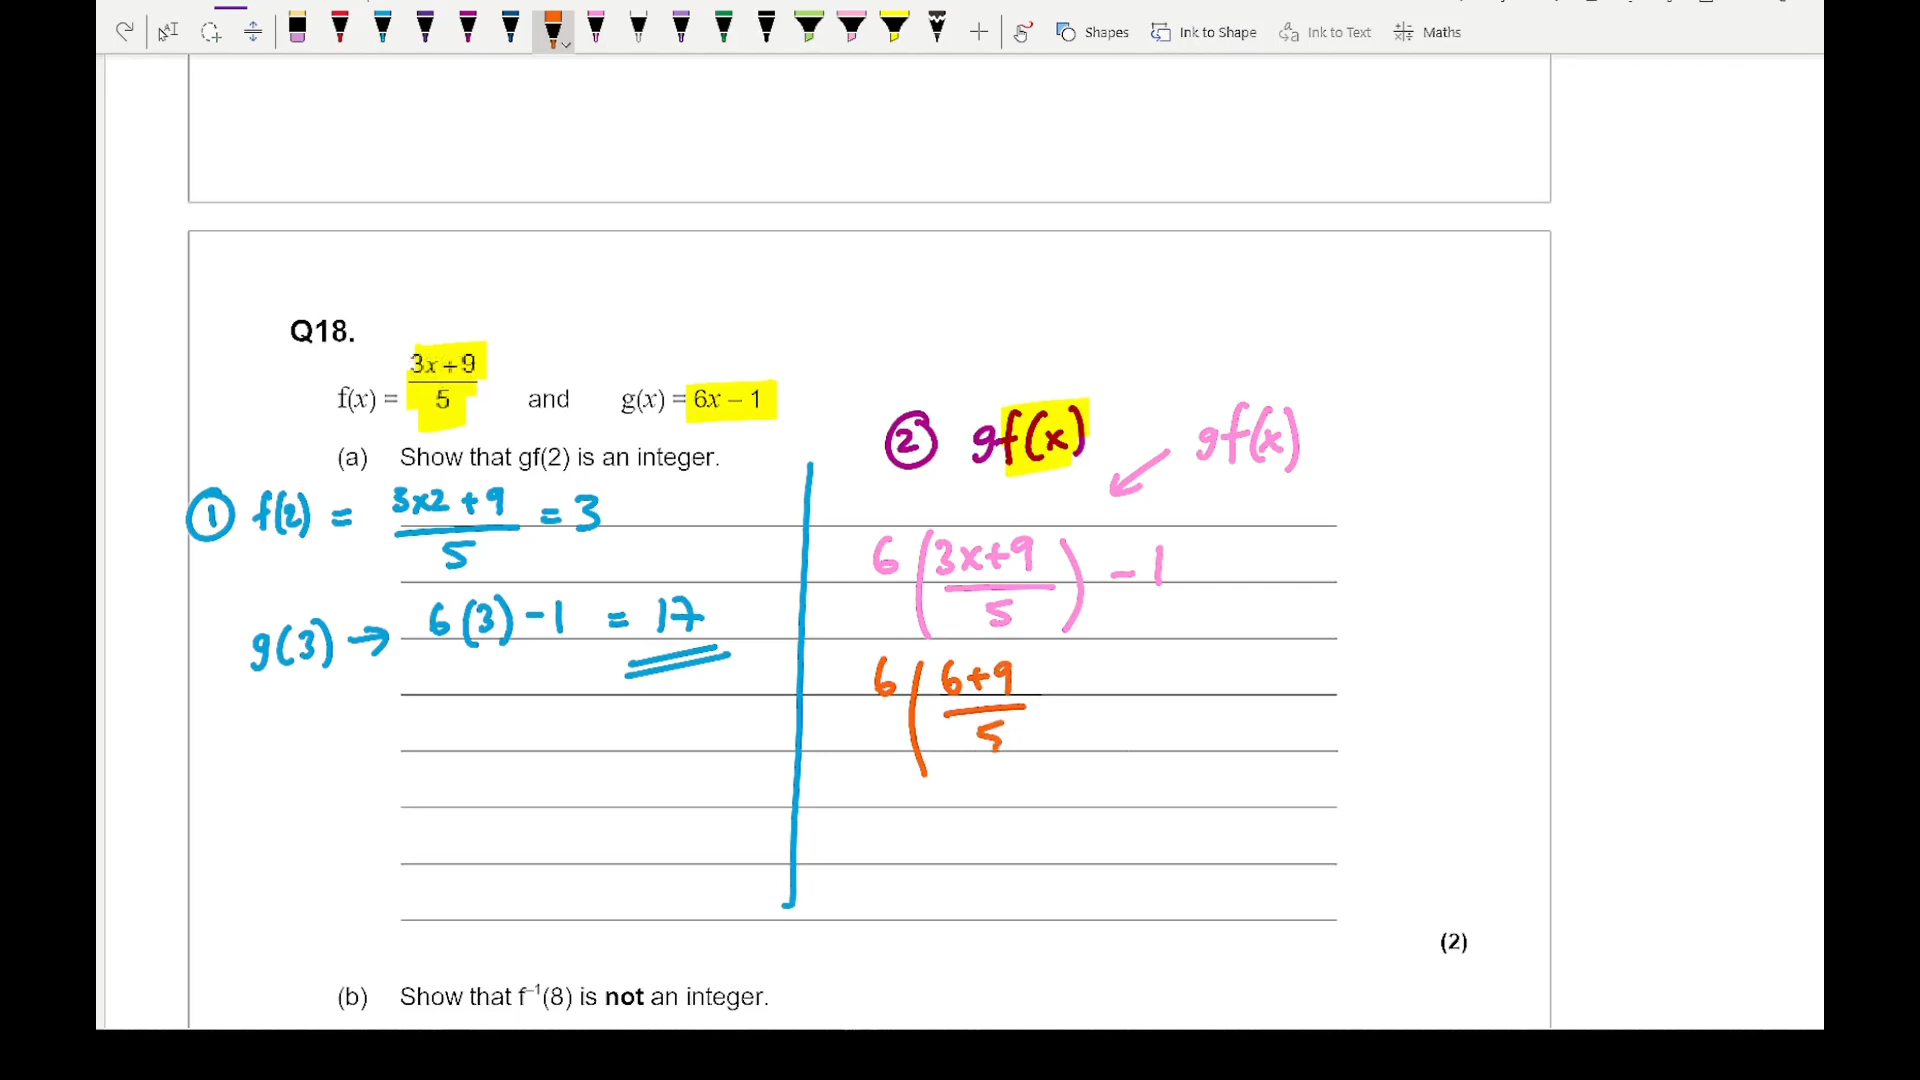 Shapes Ink to Shape Ink to Text Maths
Q18.
f(x) = 3x + 9 / 5 and g(x) = 6x – 1
(a) Show that gf(2) is an integer.
① f(2) = 3x2 + 9 / 5 = 3
g(3) → 6(3) - 1 = 17
② gf(x) gf(x)
6 ( 3x+9 / 5 ) - 1
6 ( 6+9 / 5
(2)
(b) Show that f⁻¹(8) is not an integer.